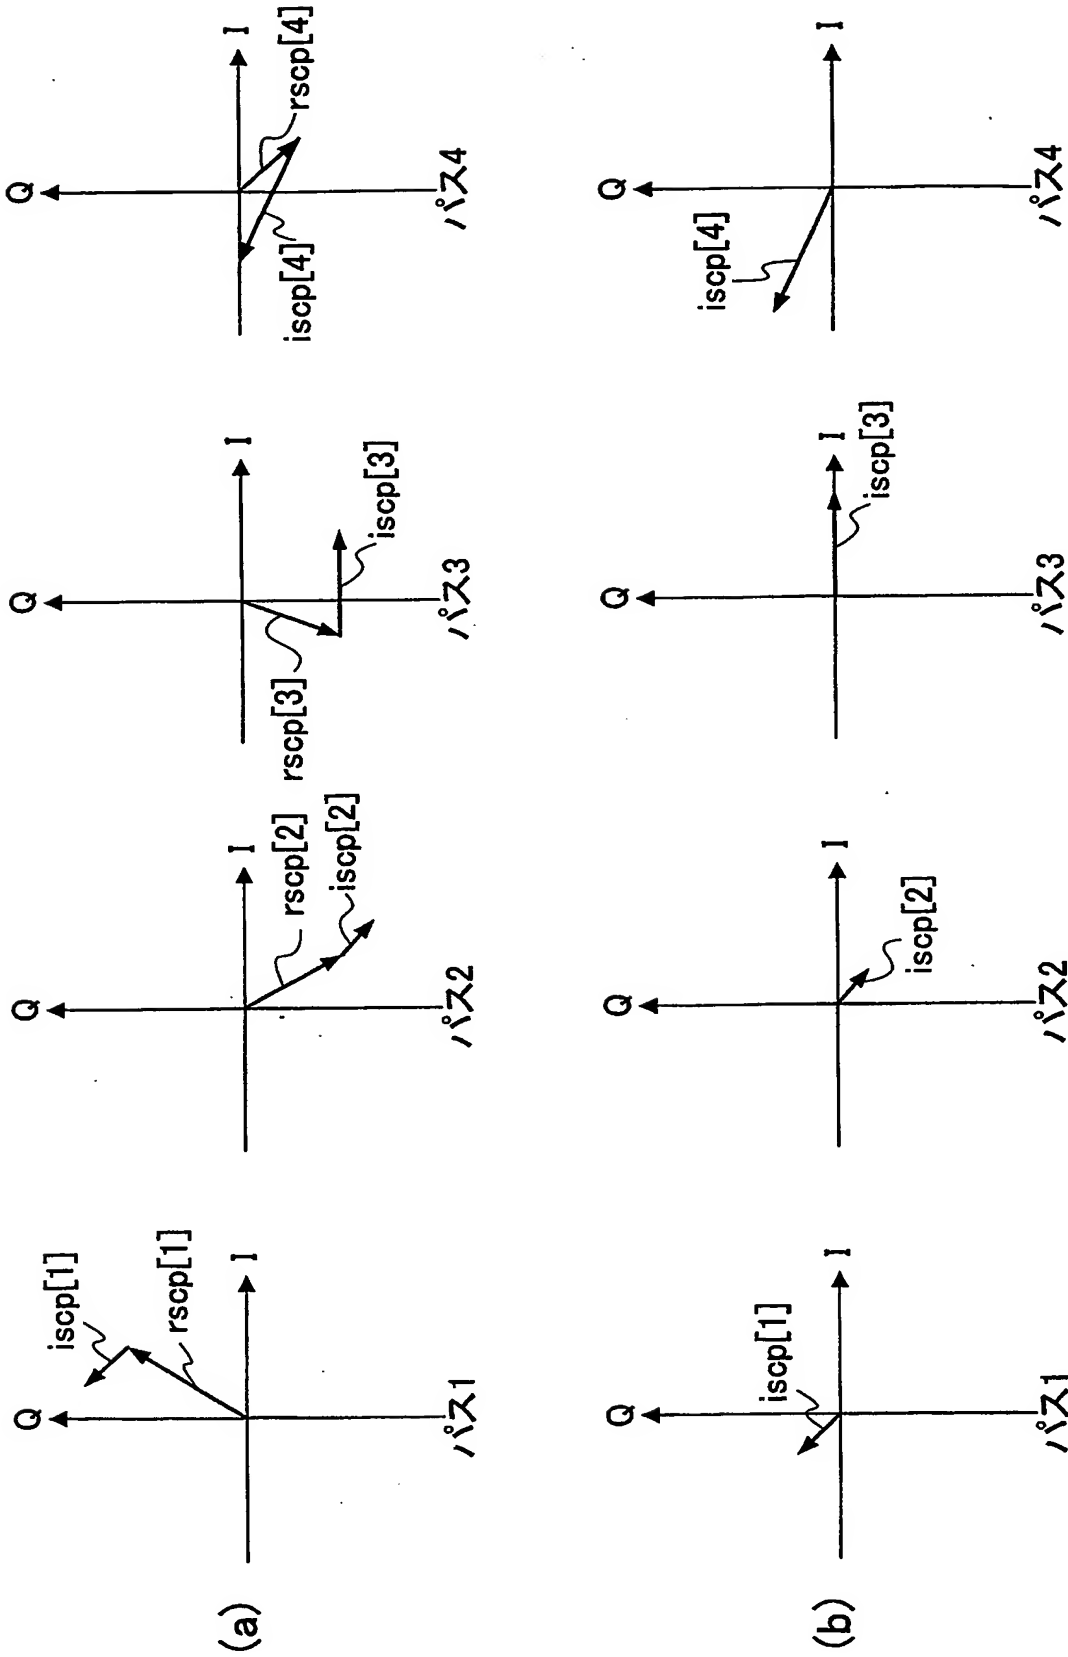 (a)
Q
iscp[1]
rscp[1]
I
パス1
Q
I
rscp[2]
iscp[2]
パス2
Q
I
rscp[3]
iscp[3]
パス3
Q
I
rscp[4]
iscp[4]
パス4
(b)
Q
iscp[1]
I
パス1
Q
I
iscp[2]
パス2
Q
I
iscp[3]
パス3
Q
iscp[4]
I
パス4